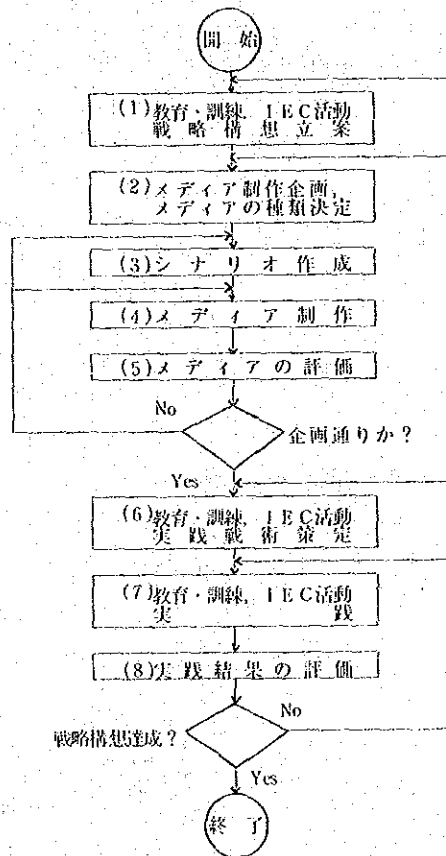 開始
(1)教育・訓練, IEC活動
戦略構想立案
(2)メディア制作企画,
メディアの種類決定
(3)シナリオ作成
(4)メディア制作
(5)メディアの評価
No
企画通りか?
Yes
(6)教育・訓練, IEC活動
実践戦術策定
(7)教育・訓練, IEC活動
実践
(8)実践結果の評価
No
戦略構想達成?
Yes
終了